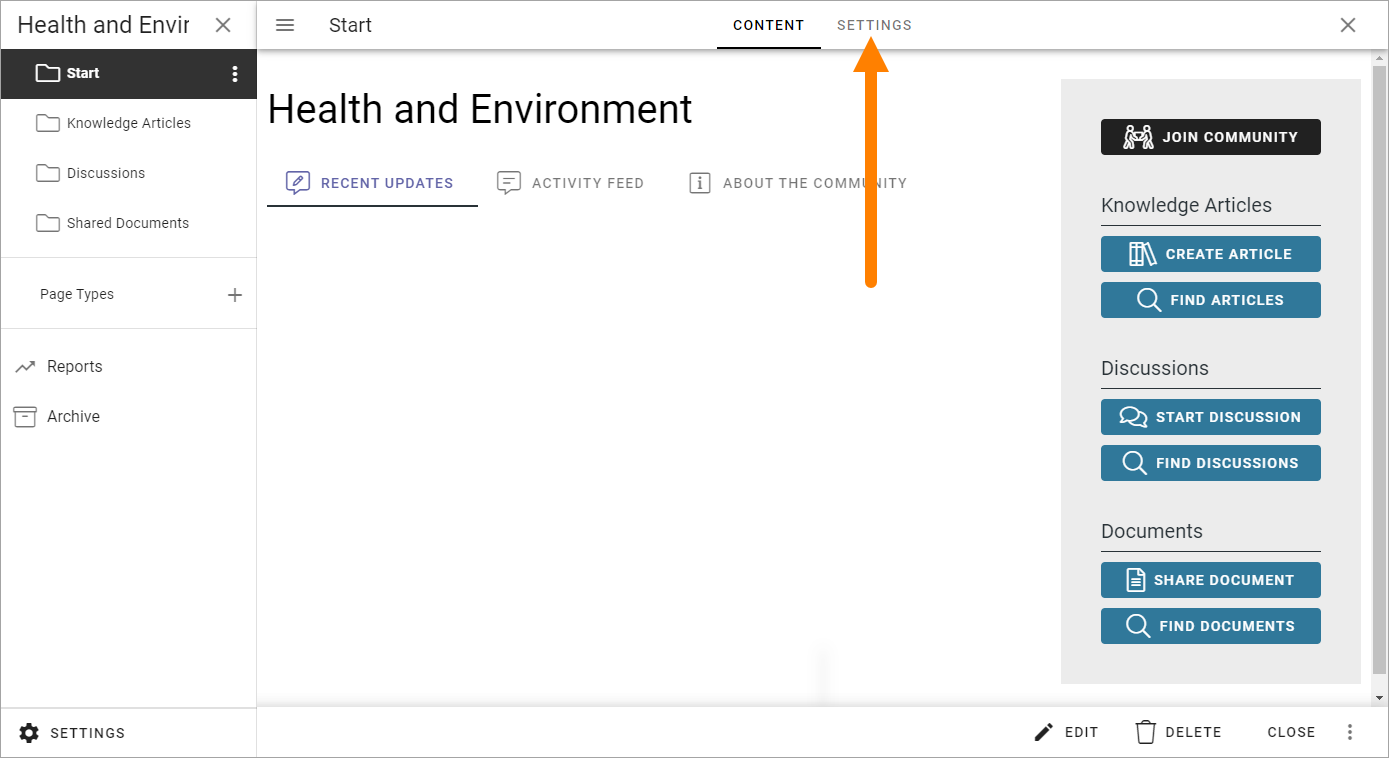 Health and Envir
Start
CONTENT
SETTINGS
Start
Knowledge Articles
Discussions
Shared Documents
Page Types
Reports
Archive
SETTINGS
Health and Environment
RECENT UPDATES
ACTIVITY FEED
ABOUT THE COMMUNITY
JOIN COMMUNITY
Knowledge Articles
CREATE ARTICLE
FIND ARTICLES
Discussions
START DISCUSSION
FIND DISCUSSIONS
Documents
SHARE DOCUMENT
FIND DOCUMENTS
EDIT
DELETE
CLOSE